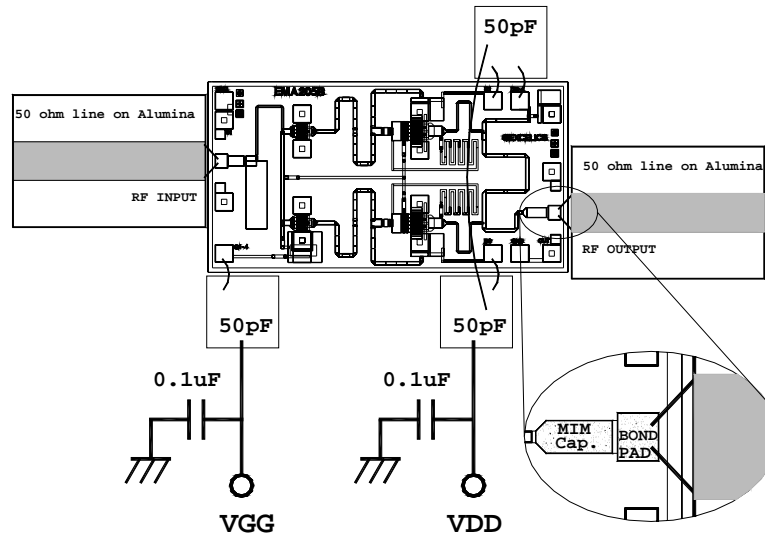 50pF
EMA205B
50 ohm line on Alumina
50 ohm line on Alumina
RF INPUT
RF OUTPUT
50pF
50pF
0.1uF
0.1uF
MIM
Cap.
BOND
PAD
VGG
VDD